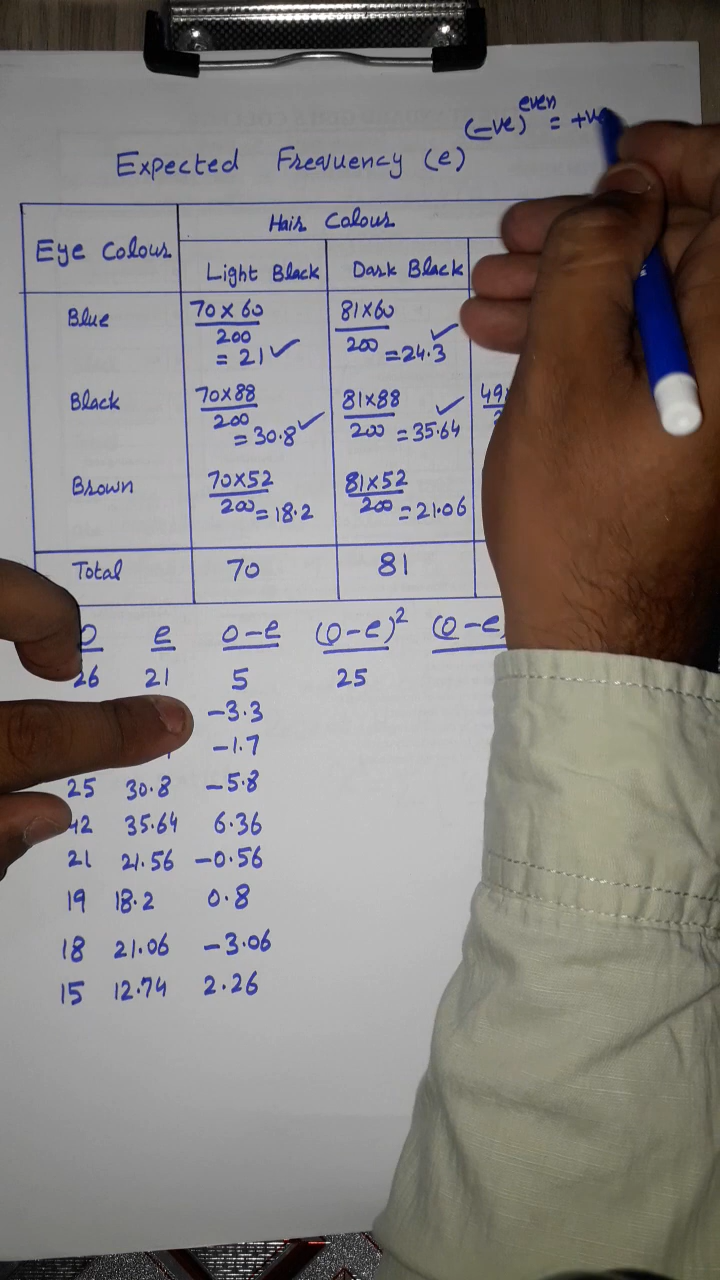 (-ve)^even = +ve
Expected Frequency (e)
Eye Colour
Hair Colour
Light Black Dark Black
Blue 70×60/200 = 21 ✓ 81×60/200 = 24.3 ✓
Black 70×88/200 = 30.8 ✓ 81×88/200 = 35.64 ✓ 49
Brown 70×52/200 = 18.2 81×52/200 = 21.06
Total 70 81
O e O-e (O-e)² (O-e)
26 21 5 25
-3.3
-1.7
25 30.8 -5.8
42 35.64 6.36
21 21.56 -0.56
19 18.2 0.8
18 21.06 -3.06
15 12.74 2.26